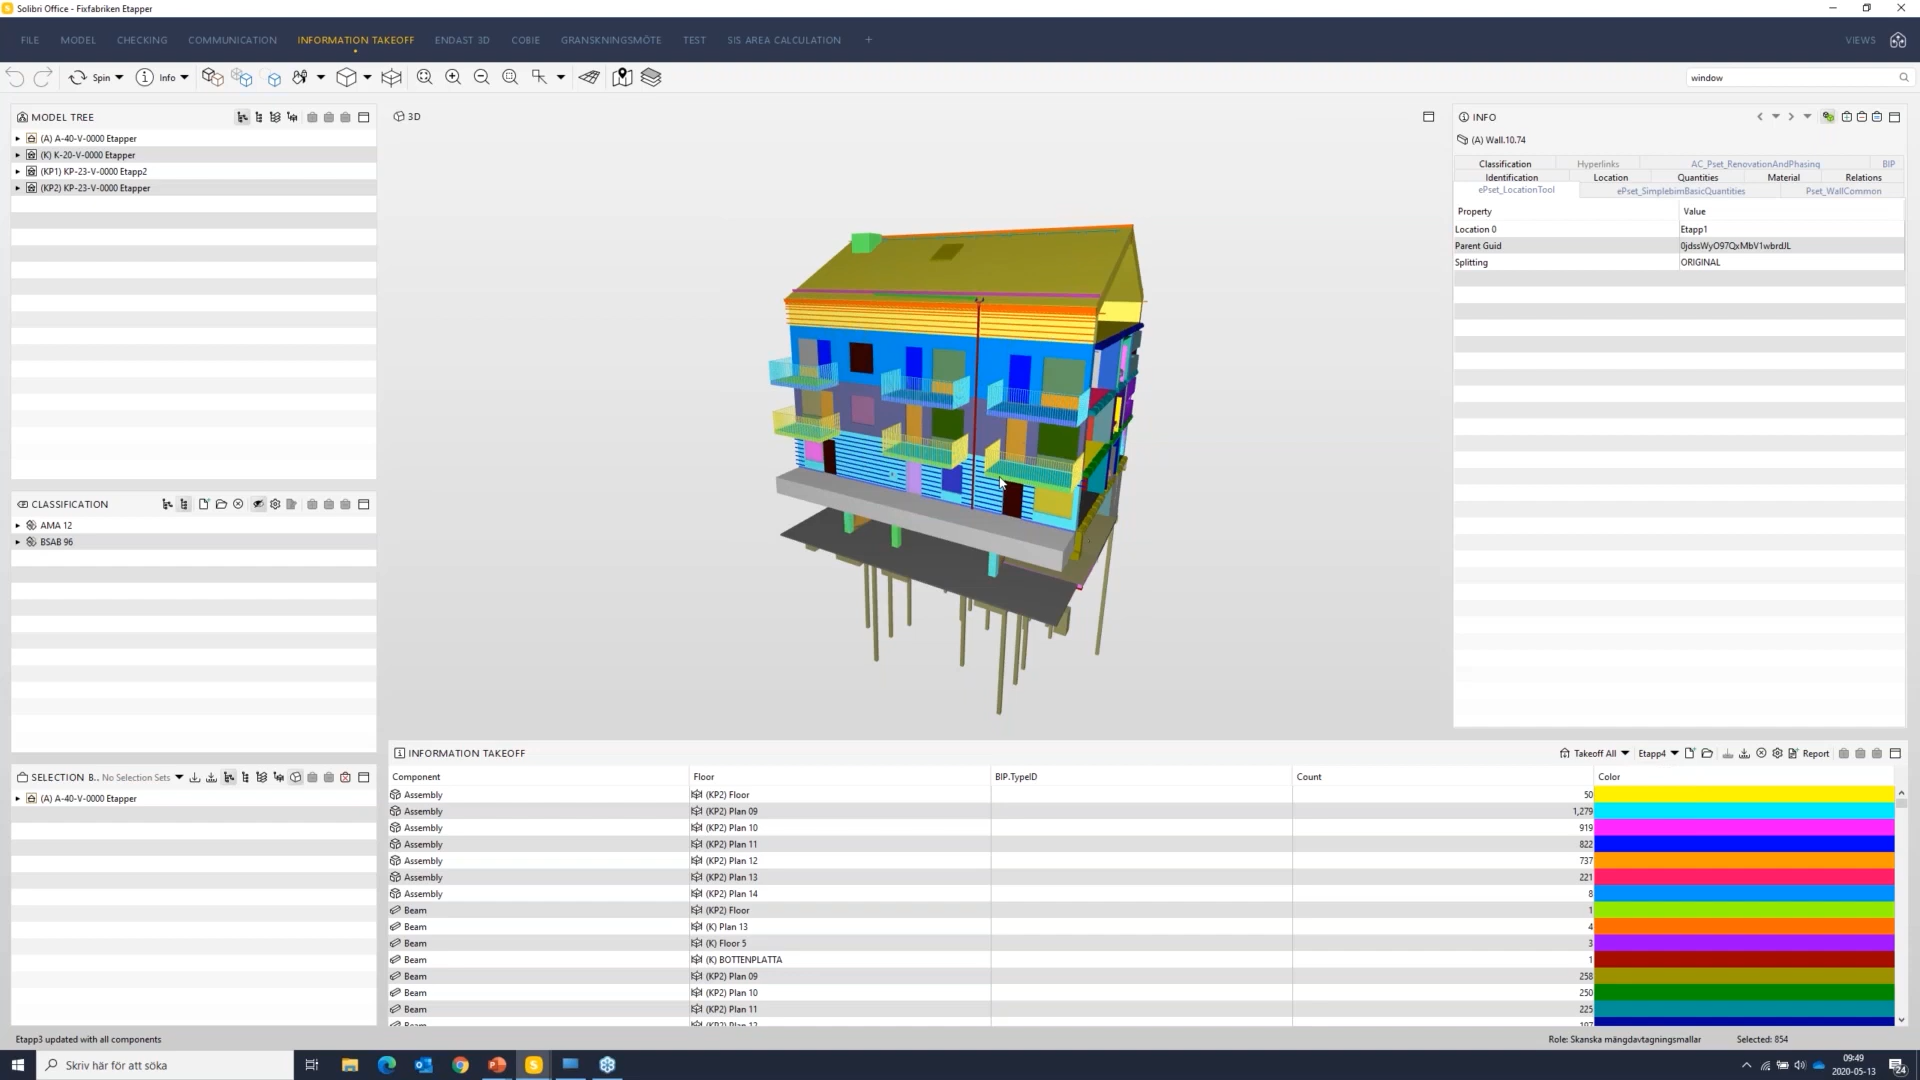 Solibri Office - Fixfabriken Etapper
FILE MODEL CHECKING COMMUNICATION INFORMATION TAKEOFF ENDAST 3D COBIE GRANSKNINGSMÖTE TEST SIS AREA CALCULATION + VIEWS
Spin Info window
MODEL TREE
(A) A-40-V-0000 Etapper
(K) K-20-V-0000 Etapper
(KP1) KP-23-V-0000 Etapp2
(KP2) KP-23-V-0000 Etapper
CLASSIFICATION
AMA 12
BSAB 96
SELECTION B.. No Selection Sets
(A) A-40-V-0000 Etapper
3D
INFO
(A) Wall.10.74
Classification Hyperlinks AC_Pset_RenovationAndPhasing BIP
Identification Location Quantities Material Relations
ePset_LocationTool ePset_SimplebimBasicQuantities Pset_WallCommon
Property Value
Location 0 Etapp1
Parent Guid 0jdssWyO97QxMbV1wbrdJL
Splitting ORIGINAL
INFORMATION TAKEOFF Takeoff All Etapp4 Report
Component Floor BIP.TypeID Count Color
Assembly (KP2) Floor 50
Assembly (KP2) Plan 09 1,279
Assembly (KP2) Plan 10 919
Assembly (KP2) Plan 11 822
Assembly (KP2) Plan 12 737
Assembly (KP2) Plan 13 221
Assembly (KP2) Plan 14 8
Beam (KP2) Floor 1
Beam (K) Plan 13 4
Beam (K) Floor 5 3
Beam (K) BOTTENPLATTA 1
Beam (KP2) Plan 09 258
Beam (KP2) Plan 10 250
Beam (KP2) Plan 11 225
Beam (KP2) Plan 12 197
Etapp3 updated with all components Role: Skanska mängdavtagningsmallar Selected: 854
Skriv här för att söka
09:49
2020-05-13
24